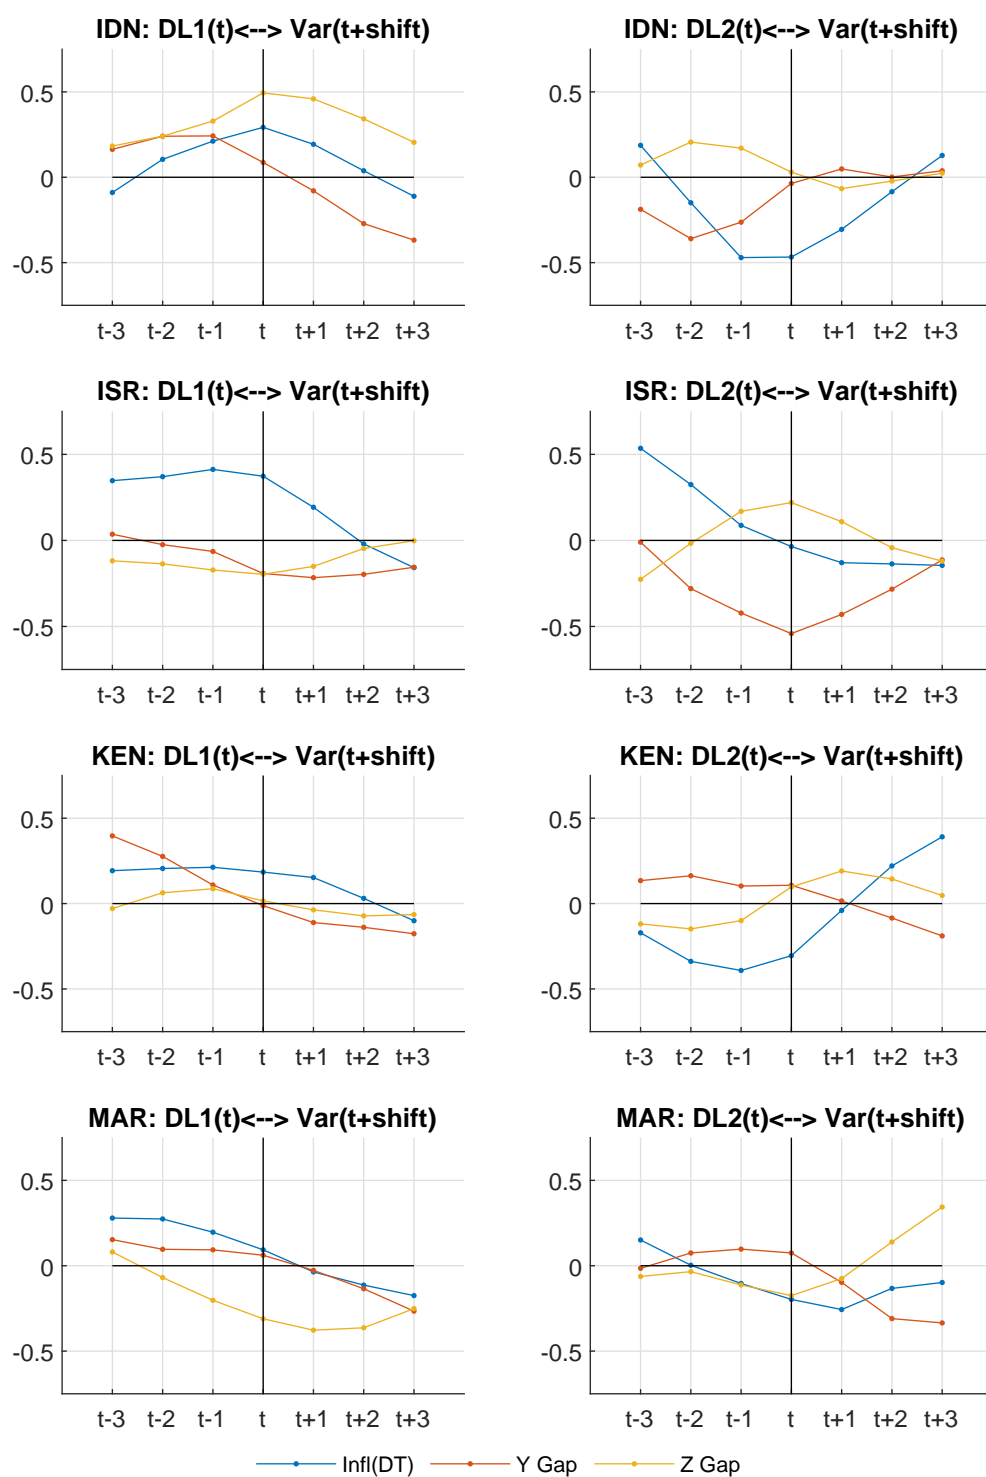 IDN: DL1(t)<--> Var(t+shift)
0.5
0
-0.5
t-3 t-2 t-1 t t+1 t+2 t+3
IDN: DL2(t)<--> Var(t+shift)
0.5
0
-0.5
t-3 t-2 t-1 t t+1 t+2 t+3
ISR: DL1(t)<--> Var(t+shift)
0.5
0
-0.5
t-3 t-2 t-1 t t+1 t+2 t+3
ISR: DL2(t)<--> Var(t+shift)
0.5
0
-0.5
t-3 t-2 t-1 t t+1 t+2 t+3
KEN: DL1(t)<--> Var(t+shift)
0.5
0
-0.5
t-3 t-2 t-1 t t+1 t+2 t+3
KEN: DL2(t)<--> Var(t+shift)
0.5
0
-0.5
t-3 t-2 t-1 t t+1 t+2 t+3
MAR: DL1(t)<--> Var(t+shift)
0.5
0
-0.5
t-3 t-2 t-1 t t+1 t+2 t+3
MAR: DL2(t)<--> Var(t+shift)
0.5
0
-0.5
t-3 t-2 t-1 t t+1 t+2 t+3
Infl(DT) Y Gap Z Gap